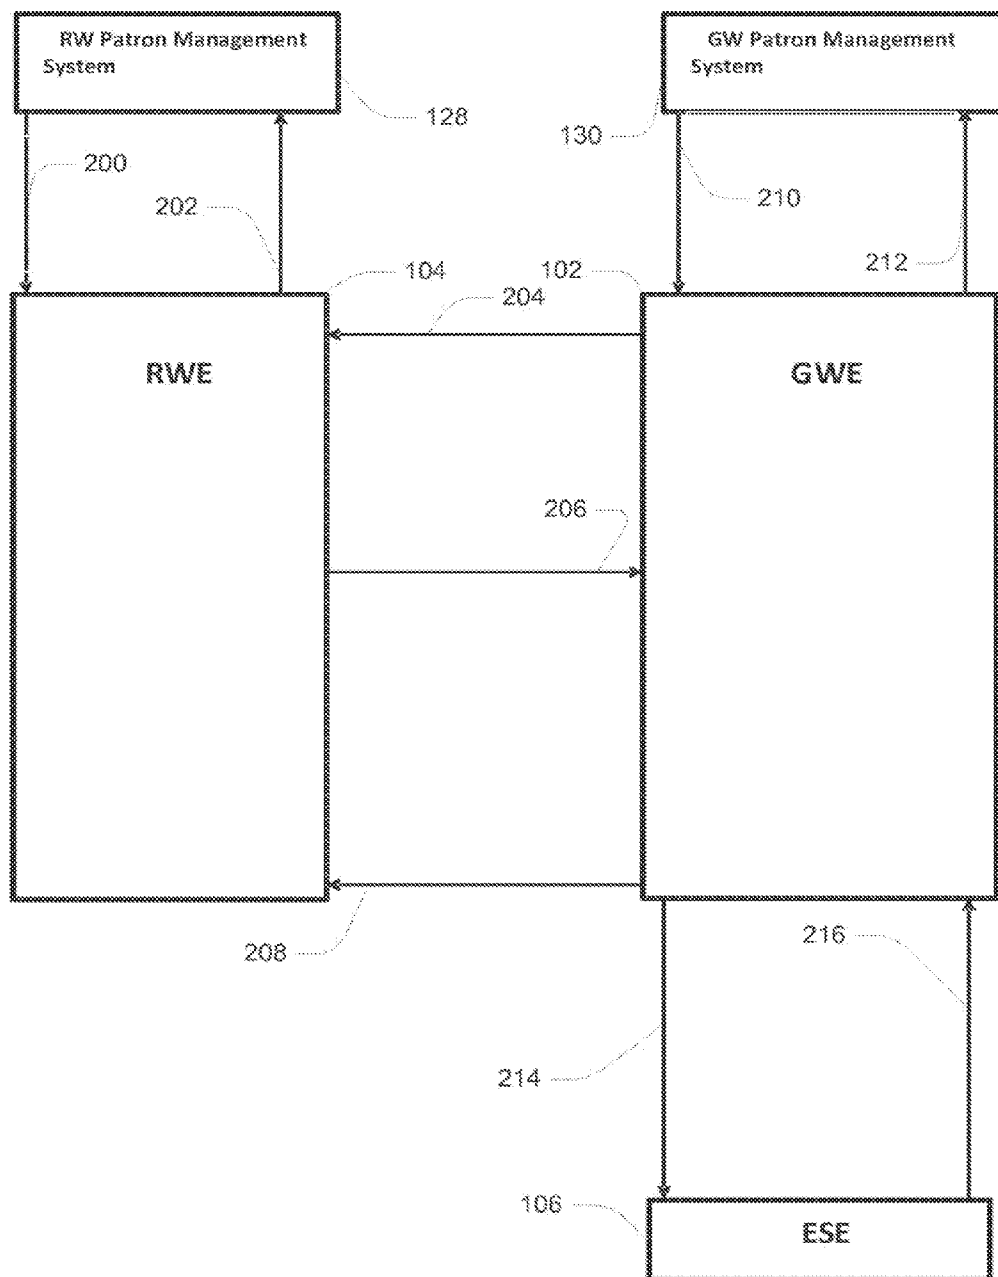 RW Patron Management
System
GW Patron Management
System
128
130
200
202
210
212
104
102
204
RWE
GWE
206
208
216
214
106
ESE